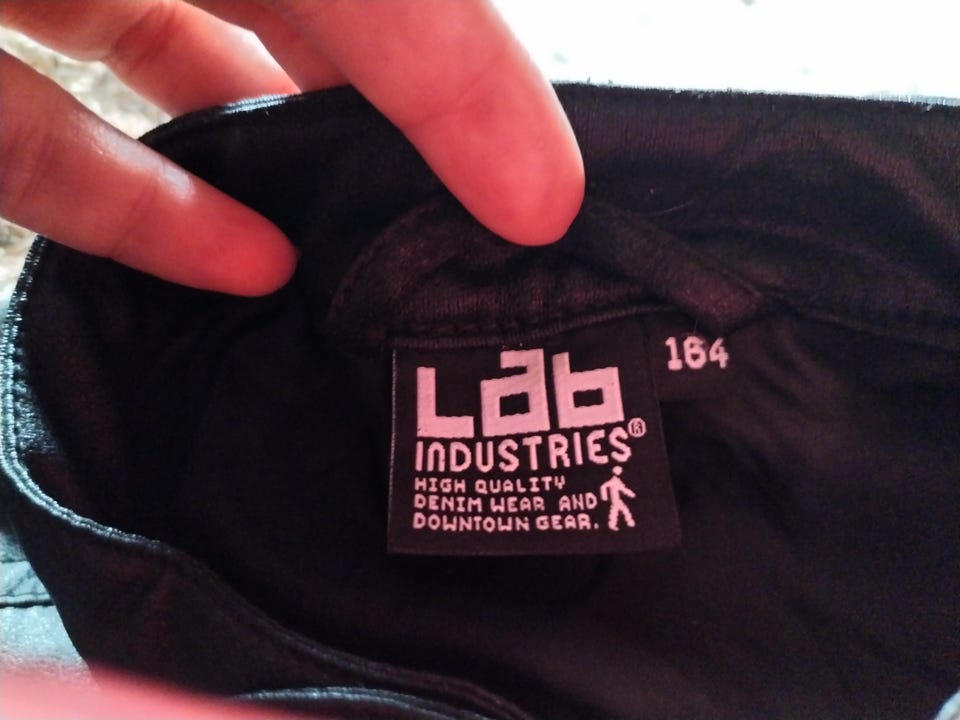 Lab
INDUSTRIES®
HIGH QUALITY
DENIM WEAR AND
DOWNTOWN GEAR.
164